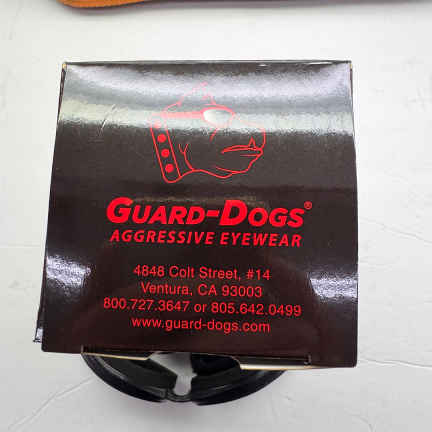 GUARD-DOGS®
AGGRESSIVE EYEWEAR
4848 Colt Street, #14
Ventura, CA 93003
800.727.3647 or 805.642.0499
www.guard-dogs.com